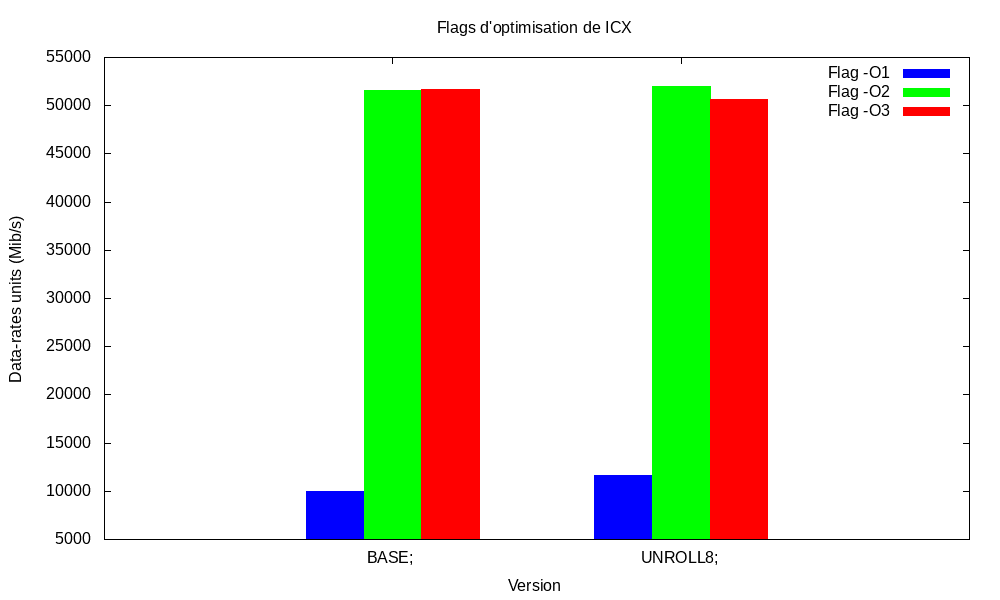 Flags d'optimisation de ICX
55000
50000
45000
40000
35000
30000
25000
20000
15000
10000
5000
Data-rates units (Mib/s)
Flag -O1
Flag -O2
Flag -O3
BASE;
UNROLL8;
Version